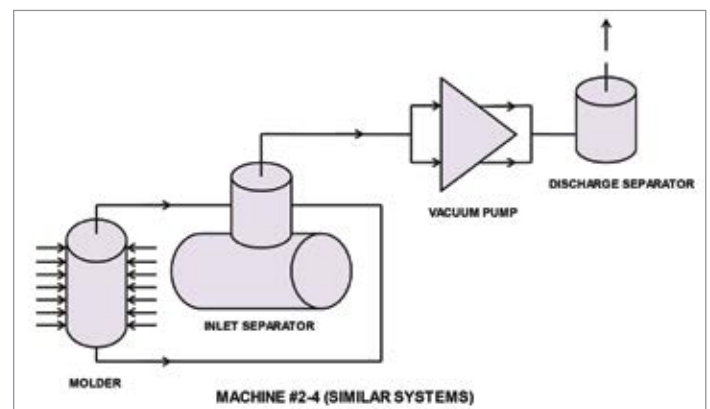 DISCHARGE SEPARATOR
VACUUM PUMP
INLET SEPARATOR
MOLDER
MACHINE #2-4 (SIMILAR SYSTEMS)